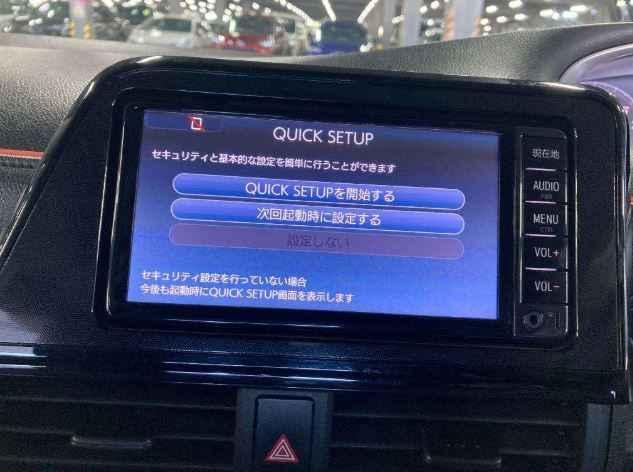 QUICK SETUP
セキュリティと基本的な設定を簡単に行うことができます
QUICK SETUPを開始する
次回起動時に設定する
設定しない
セキュリティ設定を行っていない場合
今後も起動時にQUICK SETUP画面を表示します
現在地
AUDIO
PWR
MENU
CTRL
VOL+
VOL−